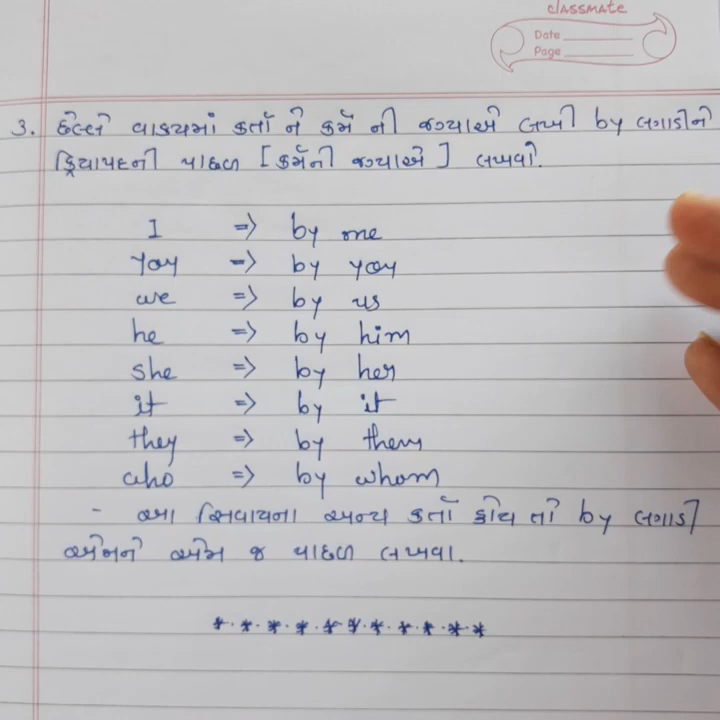 classmate
Date
Page
3. છેલ્લે વાક્યમાં કર્તા ને કર્મ ની જગ્યાએ લખી by લગાડીને
ક્રિયાપદની પાછળ [કર્મની જગ્યાએ] લખવો.
I => by me
you => by you
we => by us
he => by him
she => by her
it => by it
they => by them
who => by whom
- આ સિવાયના અન્ય કર્તા હોય તો by લગાડી
એમને એમ જ પાછળ લખવા.
*.*.*.*.*.*.*.*.*.*.*